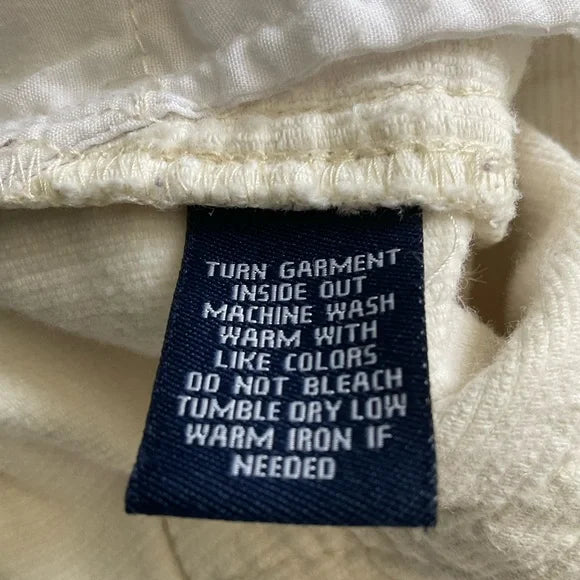 TURN GARMENT
INSIDE OUT
MACHINE WASH
WARM WITH
LIKE COLORS
DO NOT BLEACH
TUMBLE DRY LOW
WARM IRON IF
NEEDED